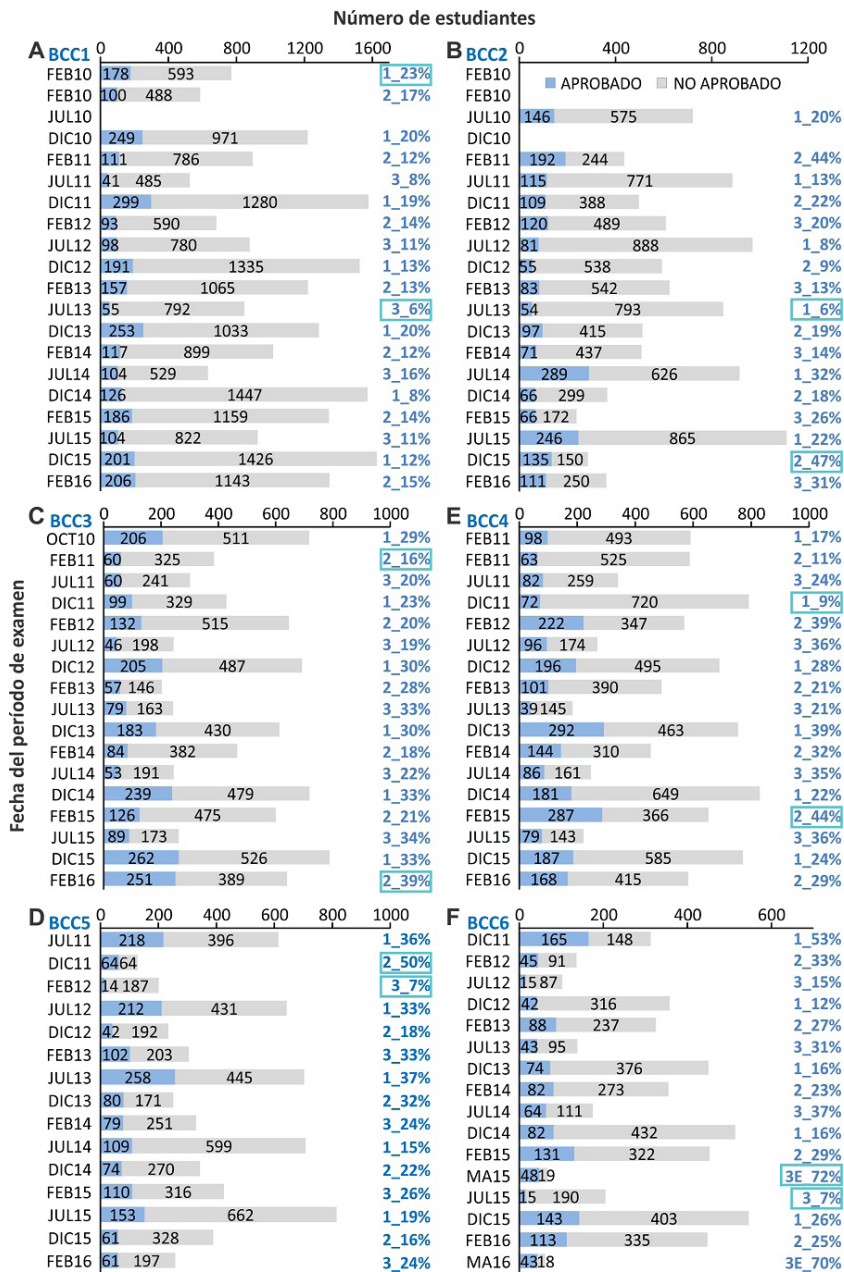 Número de estudiantes
A BCC1
0 400 800 1200 1600
FEB10 178 593 1_23%
FEB10 100 488 2_17%
JUL10
DIC10 249 971 1_20%
FEB11 111 786 2_12%
JUL11 41 485 3_8%
DIC11 299 1280 1_19%
FEB12 93 590 2_14%
JUL12 98 780 3_11%
DIC12 191 1335 1_13%
FEB13 157 1065 2_13%
JUL13 55 792 3_6%
DIC13 253 1033 1_20%
FEB14 117 899 2_12%
JUL14 104 529 3_16%
DIC14 126 1447 1_8%
FEB15 186 1159 2_14%
JUL15 104 822 3_11%
DIC15 201 1426 1_12%
FEB16 206 1143 2_15%
B BCC2
0 400 800 1200
APROBADO NO APROBADO
FEB10
FEB10
JUL10 146 575 1_20%
DIC10
FEB11 192 244 2_44%
JUL11 115 771 1_13%
DIC11 109 388 2_22%
FEB12 120 489 3_20%
JUL12 81 888 1_8%
DIC12 55 538 2_9%
FEB13 83 542 3_13%
JUL13 54 793 1_6%
DIC13 97 415 2_19%
FEB14 71 437 3_14%
JUL14 289 626 1_32%
DIC14 66 299 2_18%
FEB15 66 172 3_26%
JUL15 246 865 1_22%
DIC15 135 150 2_47%
FEB16 111 250 3_31%
Fecha del período de examen
C BCC3
0 200 400 600 800 1000
OCT10 206 511 1_29%
FEB11 60 325 2_16%
JUL11 60 241 3_20%
DIC11 99 329 1_23%
FEB12 132 515 2_20%
JUL12 46 198 3_19%
DIC12 205 487 1_30%
FEB13 57 146 2_28%
JUL13 79 163 3_33%
DIC13 183 430 1_30%
FEB14 84 382 2_18%
JUL14 53 191 3_22%
DIC14 239 479 1_33%
FEB15 126 475 2_21%
JUL15 89 173 3_34%
DIC15 262 526 1_33%
FEB16 251 389 2_39%
E BCC4
0 200 400 600 800 1000
FEB11 98 493 1_17%
FEB11 63 525 2_11%
JUL11 82 259 3_24%
DIC11 72 720 1_9%
FEB12 222 347 2_39%
JUL12 96 174 3_36%
DIC12 196 495 1_28%
FEB13 101 390 2_21%
JUL13 39 145 3_21%
DIC13 292 463 1_39%
FEB14 144 310 2_32%
JUL14 86 161 3_35%
DIC14 181 649 1_22%
FEB15 287 366 2_44%
JUL15 79 143 3_36%
DIC15 187 585 1_24%
FEB16 168 415 2_29%
D BCC5
0 200 400 600 800 1000
JUL11 218 396 1_36%
DIC11 64 64 2_50%
FEB12 14 187 3_7%
JUL12 212 431 1_33%
DIC12 42 192 2_18%
FEB13 102 203 3_33%
JUL13 258 445 1_37%
DIC13 80 171 2_32%
FEB14 79 251 3_24%
JUL14 109 599 1_15%
DIC14 74 270 2_22%
FEB15 110 316 3_26%
JUL15 153 662 1_19%
DIC15 61 328 2_16%
FEB16 61 197 3_24%
F BCC6
0 200 400 600
DIC11 165 148 1_53%
FEB12 45 91 2_33%
JUL12 15 87 3_15%
DIC12 42 316 1_12%
FEB13 88 237 2_27%
JUL13 43 95 3_31%
DIC13 74 376 1_16%
FEB14 82 273 2_23%
JUL14 64 111 3_37%
DIC14 82 432 1_16%
FEB15 131 322 2_29%
MA15 48 19 3E_72%
JUL15 15 190 3_7%
DIC15 143 403 1_26%
FEB16 113 335 2_25%
MA16 43 18 3E_70%